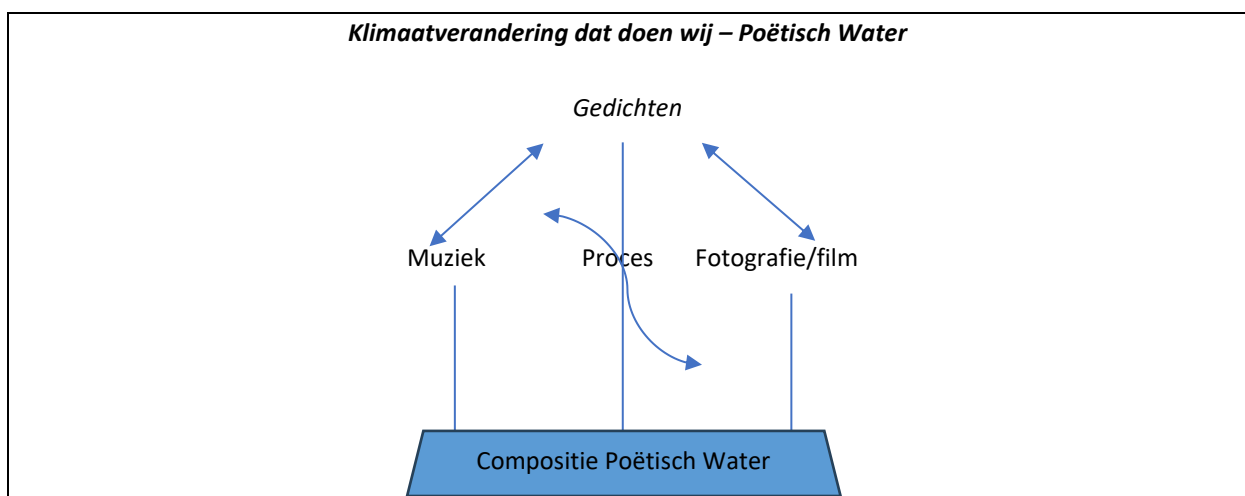 Klimaatverandering dat doen wij – Poëtisch Water
Gedichten
Muziek Proces Fotografie/film
Compositie Poëtisch Water